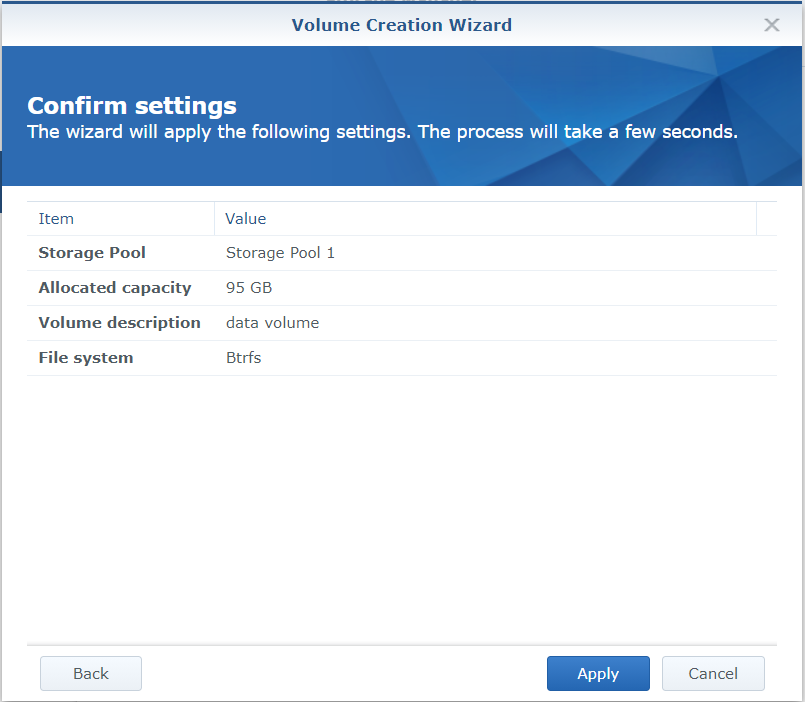 Volume Creation Wizard
Confirm settings
The wizard will apply the following settings. The process will take a few seconds.
Item Value
Storage Pool Storage Pool 1
Allocated capacity 95 GB
Volume description data volume
File system Btrfs
Back Apply Cancel